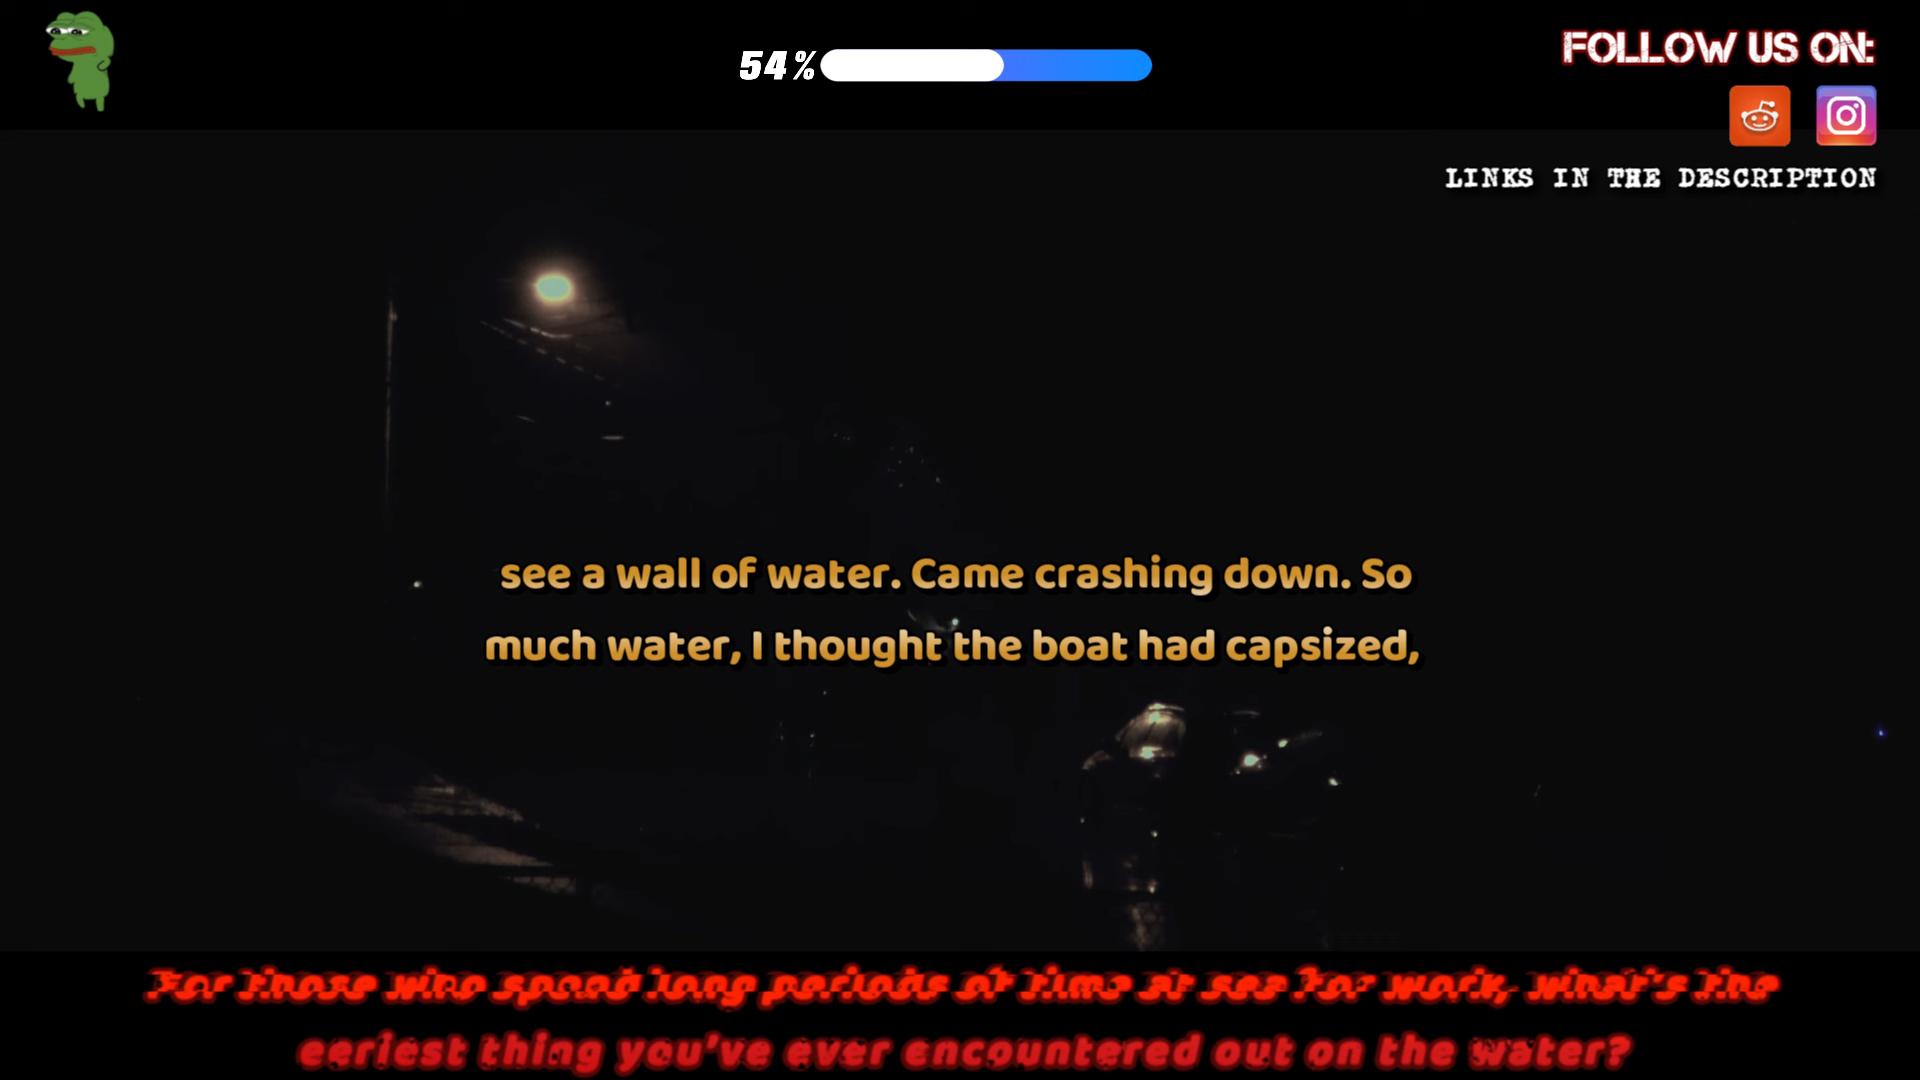 54%
FOLLOW US ON:
LINKS IN THE DESCRIPTION
see a wall of water. Came crashing down. So
much water, I thought the boat had capsized,
For those who spend long periods of time at sea for work, what's the
eeriest thing you've ever encountered out on the water?